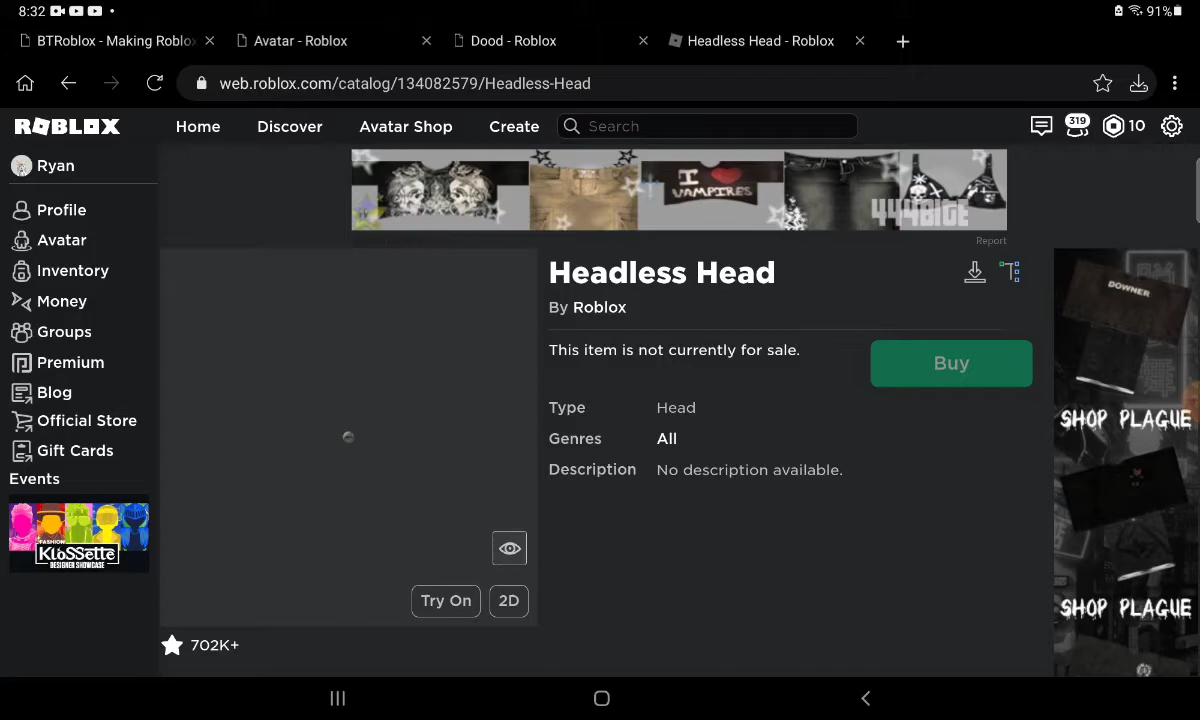 8:32
91%
BTRoblox - Making Roblo
Avatar - Roblox
Dood - Roblox
Headless Head - Roblox
web.roblox.com/catalog/134082579/Headless-Head
ROBLOX
Home
Discover
Avatar Shop
Create
Search
319
10
Ryan
Profile
Avatar
Inventory
Money
Groups
Premium
Blog
Official Store
Gift Cards
Events
FASHION
KLOSSETTE
DESIGNER SHOWCASE
I VAMPIRES
444BITE
Report
Headless Head
By Roblox
This item is not currently for sale.
Buy
Type Head
Genres All
Description No description available.
Try On
2D
702K+
DOWNER
SHOP PLAGUE
SHOP PLAGUE